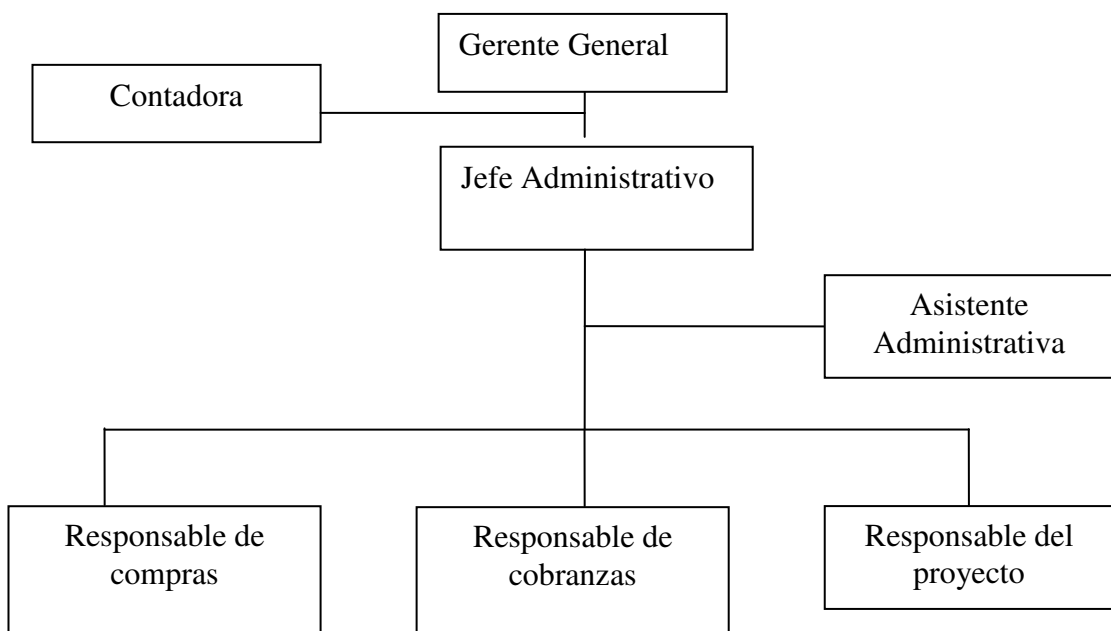 Gerente General
Contadora
Jefe Administrativo
Asistente
Administrativa
Responsable de
compras
Responsable de
cobranzas
Responsable del
proyecto